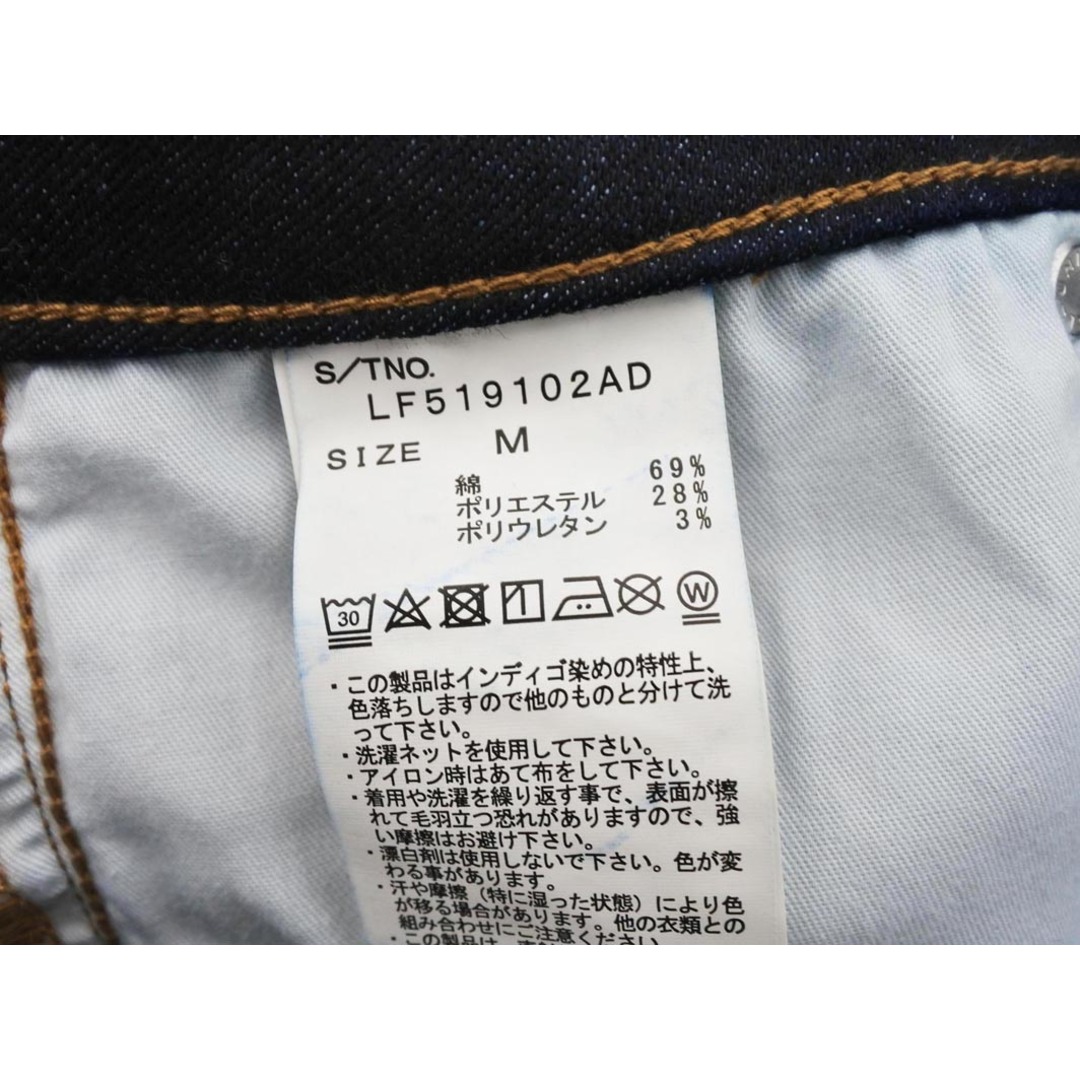 S/TNO.
LF519102AD
SIZE M
綿 69%
ポリエステル 28%
ポリウレタン 3%
30
W
・この製品はインディゴ染めの特性上、
色落ちしますので他のものと分けて洗
って下さい。
・洗濯ネットを使用して下さい。
・アイロン時はあて布をして下さい。
・着用や洗濯を繰り返す事で、表面が擦
れて毛羽立つ恐れがありますので、強
い摩擦はお避け下さい。
・漂白剤は使用しないで下さい。色が変
わる事があります。
・汗や摩擦（特に湿った状態）により色
が移る場合があります。他の衣類との
組み合わせにご注意ください。
・この製品は